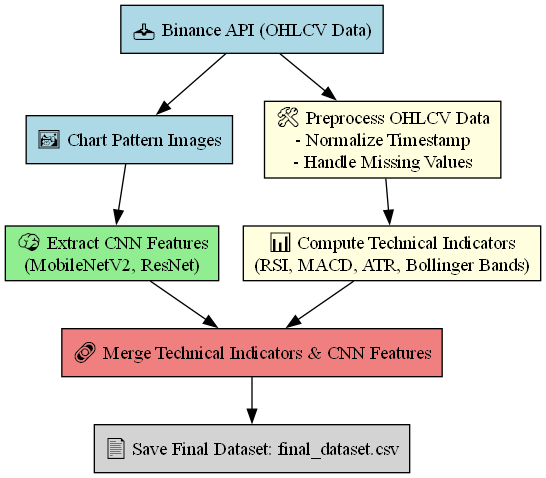 Binance API (OHLCV Data)
Chart Pattern Images
Preprocess OHLCV Data
- Normalize Timestamp
- Handle Missing Values
Extract CNN Features
(MobileNetV2, ResNet)
Compute Technical Indicators
(RSI, MACD, ATR, Bollinger Bands)
Merge Technical Indicators & CNN Features
Save Final Dataset: final_dataset.csv